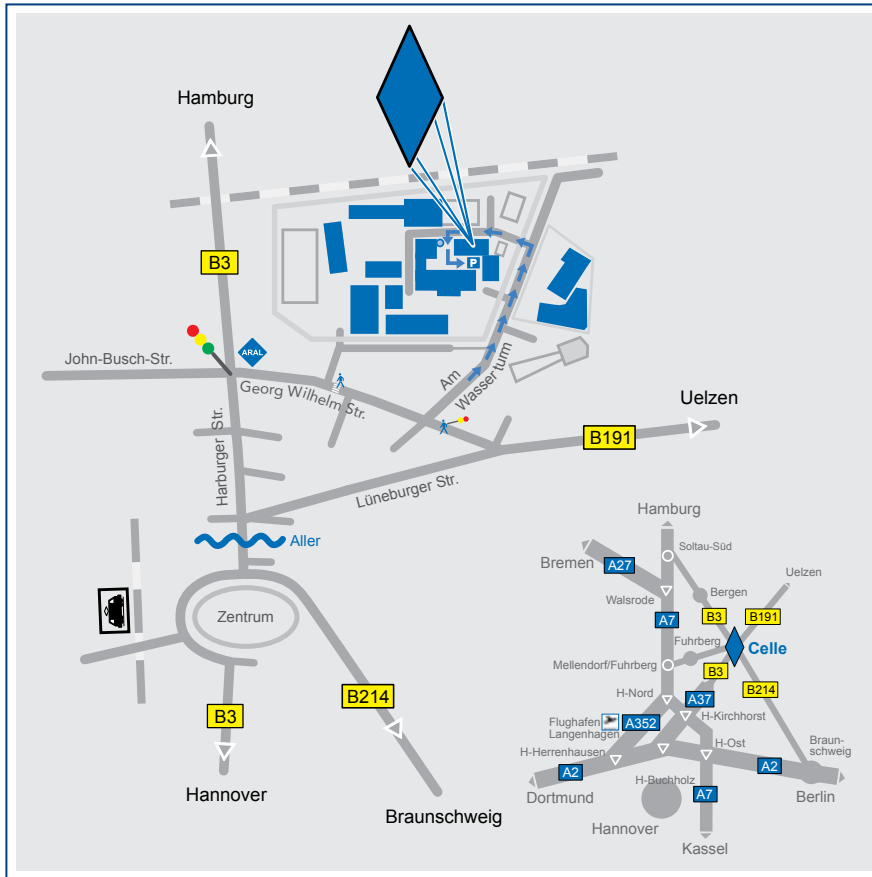 Hamburg
B3
P
ARAL
John-Busch-Str.
Georg Wilhelm Str.
Am
Wasserturm
Uelzen
B191
Harburger Str.
Lüneburger Str.
Aller
Zentrum
B214
B3
Hannover
Braunschweig
Hamburg
Soltau-Süd
Bremen
A27
Uelzen
Bergen
Walsrode
B3
B191
A7
Fuhrberg
Celle
Mellendorf/Fuhrberg
B3
B214
H-Nord
A37
Flughafen
Langenhagen
A352
H-Kirchhorst
H-Herrenhausen
H-Ost
Braun-
schweig
A2
H-Buchholz
A2
Dortmund
A7
Berlin
Hannover
Kassel